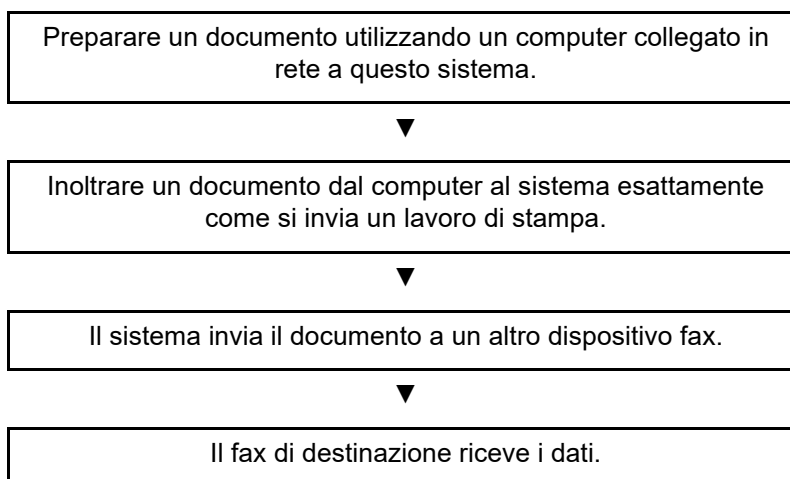 Preparare un documento utilizzando un computer collegato in
rete a questo sistema.
▼
Inoltrare un documento dal computer al sistema esattamente
come si invia un lavoro di stampa.
▼
Il sistema invia il documento a un altro dispositivo fax.
▼
Il fax di destinazione riceve i dati.